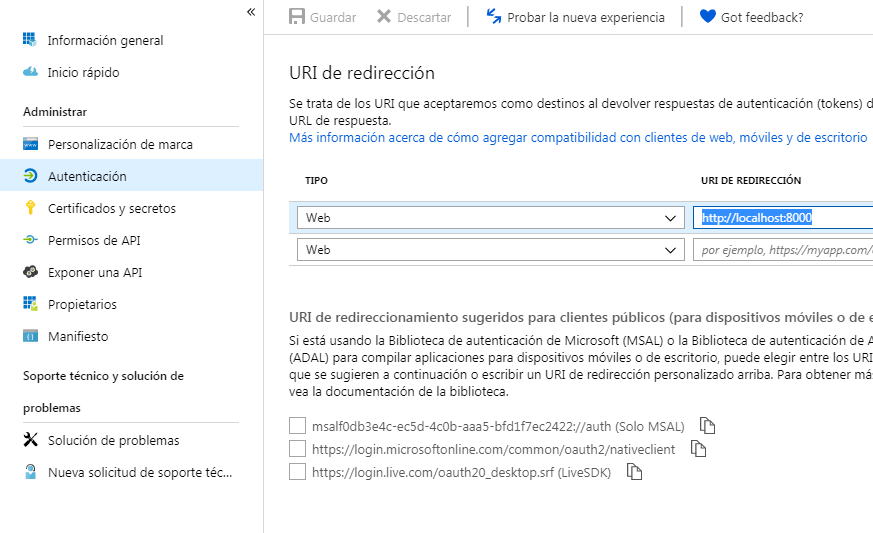 «
Información general
Inicio rápido
Administrar
Personalización de marca
Autenticación
Certificados y secretos
Permisos de API
Exponer una API
Propietarios
Manifiesto
Soporte técnico y solución de
problemas
Solución de problemas
Nueva solicitud de soporte téc...
Guardar Descartar Probar la nueva experiencia Got feedback?
URI de redirección
Se trata de los URI que aceptaremos como destinos al devolver respuestas de autenticación (tokens) d
URL de respuesta.
Más información acerca de cómo agregar compatibilidad con clientes de web, móviles y de escritorio
TIPO URI DE REDIRECCIÓN
Web http://localhost:8000
Web por ejemplo, https://myapp.com/
URI de redireccionamiento sugeridos para clientes públicos (para dispositivos móviles o de e
Si está usando la Biblioteca de autenticación de Microsoft (MSAL) o la Biblioteca de autenticación de A
(ADAL) para compilar aplicaciones para dispositivos móviles o de escritorio, puede elegir entre los URI
que se sugieren a continuación o escribir un URI de redirección personalizado arriba. Para obtener má
vea la documentación de la biblioteca.
msalf0db3e4c-ec5d-4c0b-aaa5-bfd1f7ec2422://auth (Solo MSAL)
https://login.microsoftonline.com/common/oauth2/nativeclient
https://login.live.com/oauth20_desktop.srf (LiveSDK)